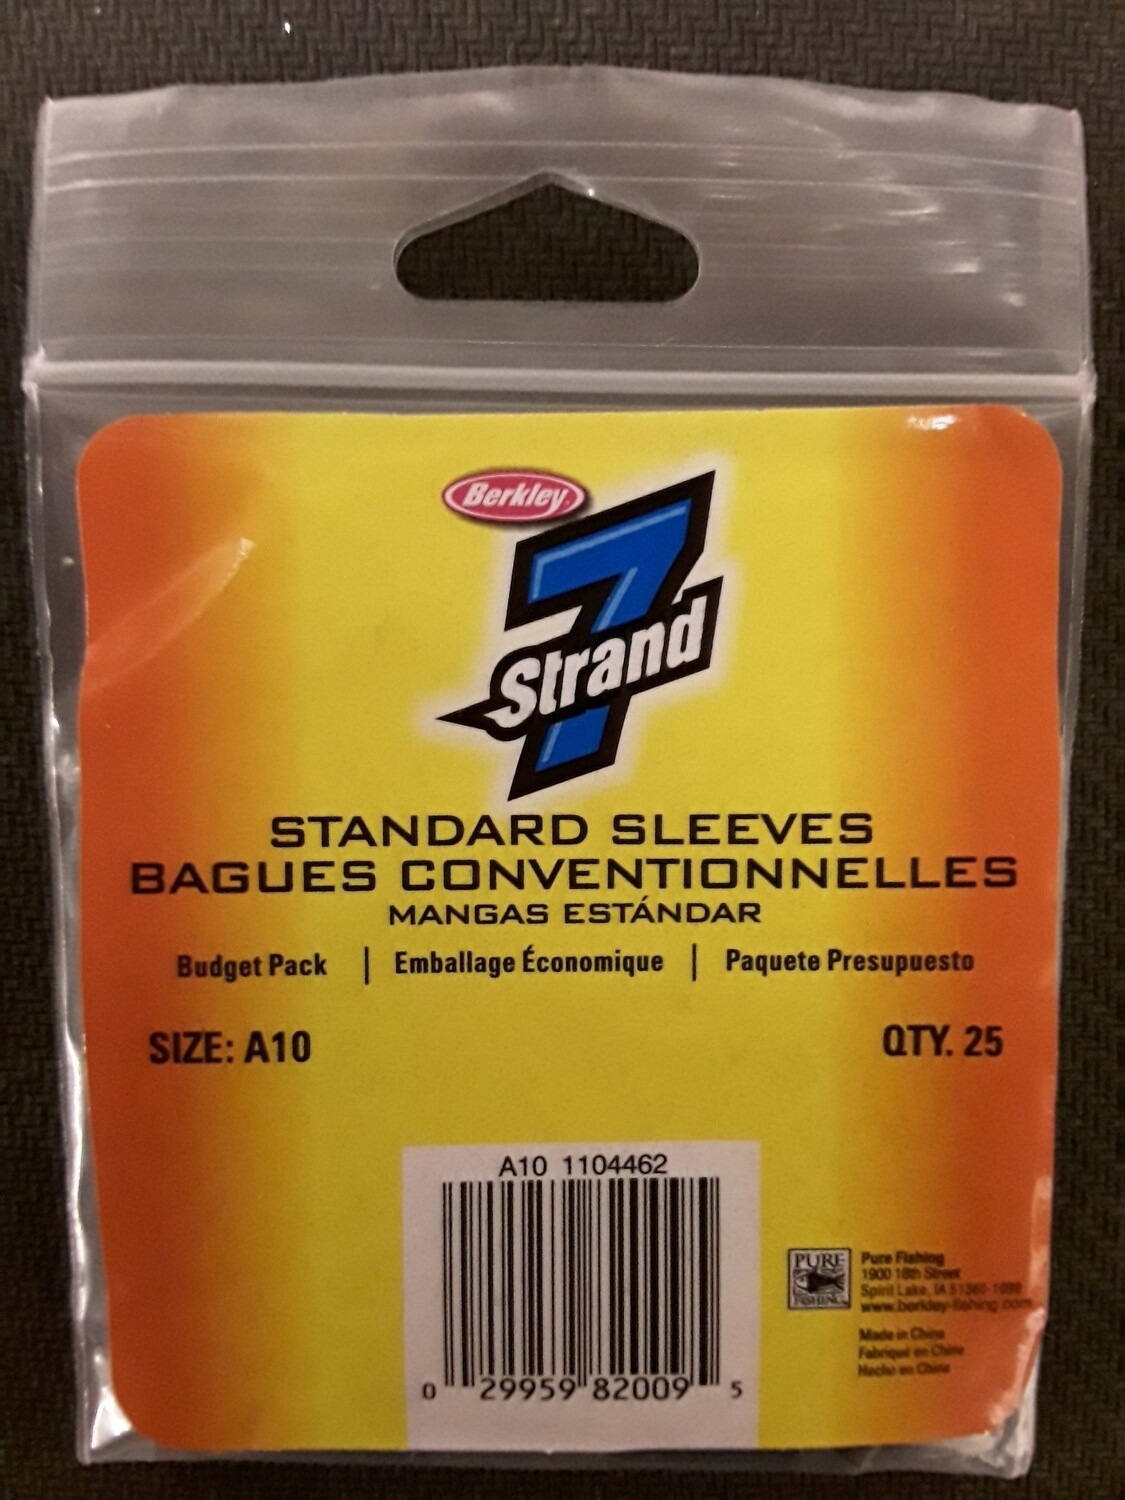 Berkley
7
Strand
STANDARD SLEEVES
BAGUES CONVENTIONNELLES
MANGAS ESTÁNDAR
Budget Pack | Emballage Économique | Paquete Presupuesto
SIZE: A10 QTY. 25
A10 1104462
0 29959 82009 5
PURE
FISHING
Pure Fishing
1900 18th Street
Spirit Lake, IA 51360-1099
www.berkley-fishing.com
Made in China
Fabriqué en Chine
Hecho en China